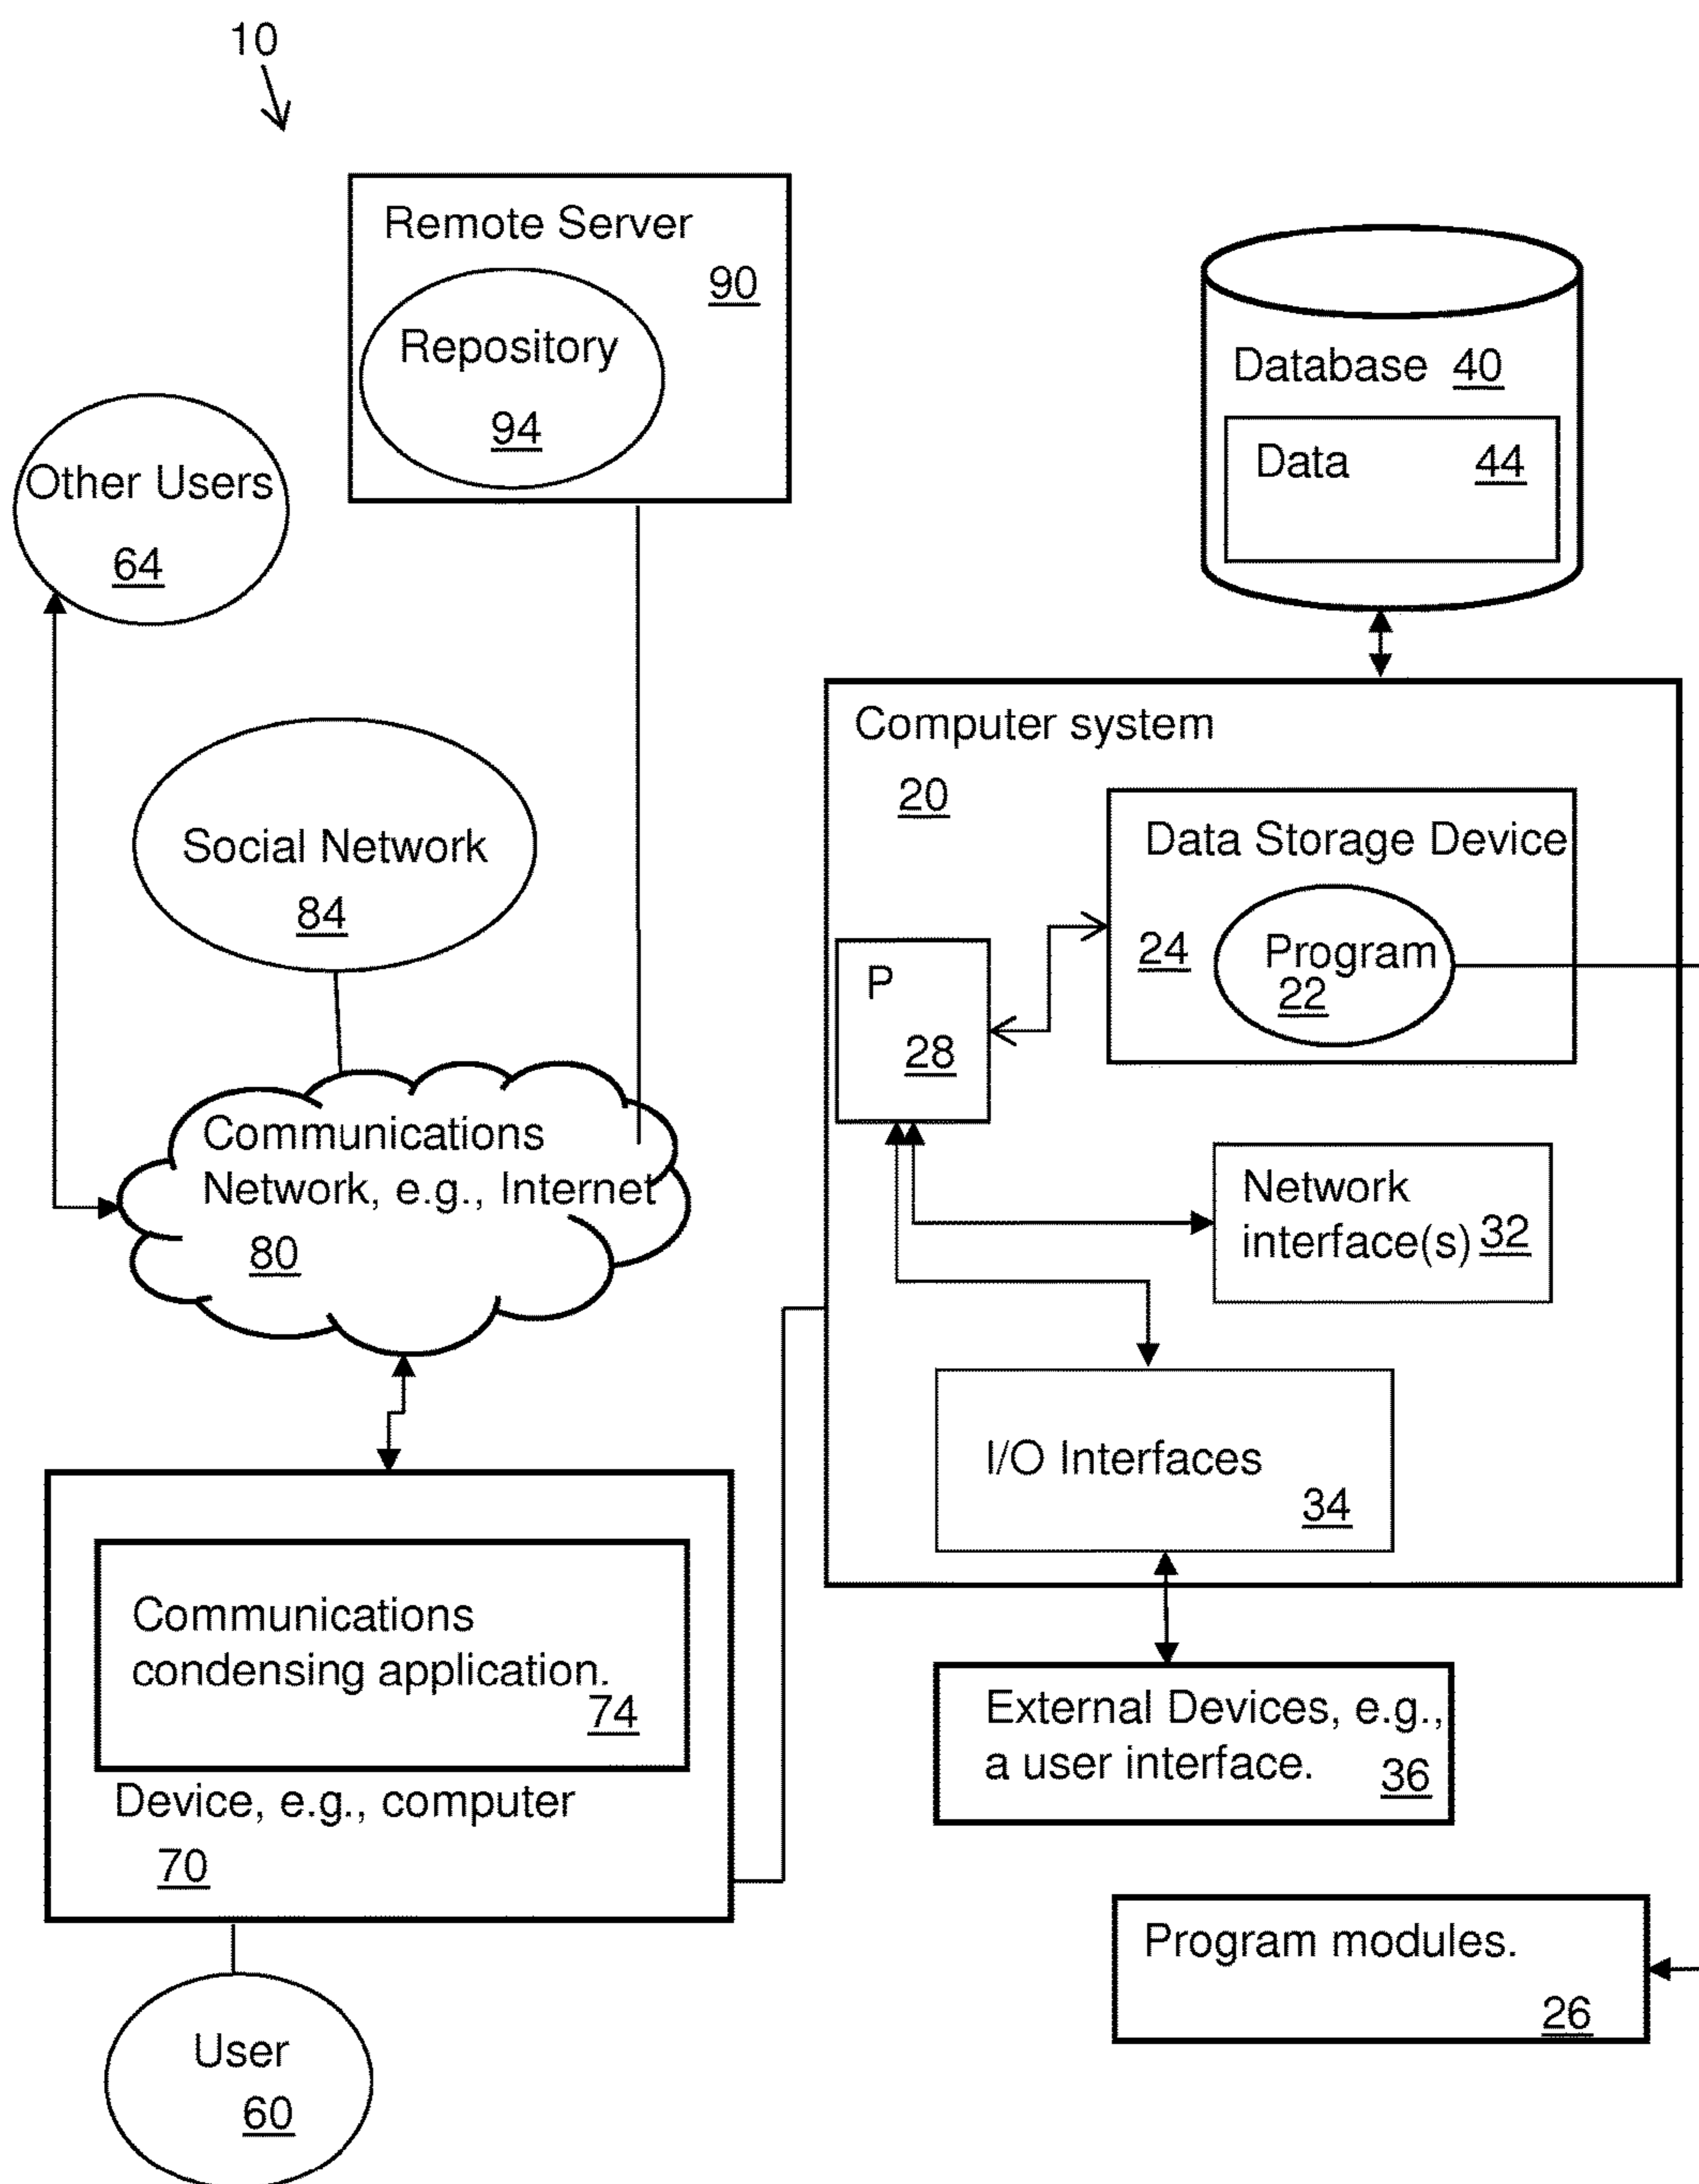 10
Remote Server
90
Repository
94
Other Users
64
Database 40
Data 44
Social Network
84
Computer system
20
Data Storage Device
24
Program
22
P
28
Communications
Network, e.g., Internet
80
Network
interface(s) 32
I/O Interfaces
34
Communications
condensing application.
74
Device, e.g., computer
70
External Devices, e.g.,
a user interface.
36
Program modules.
26
User
60